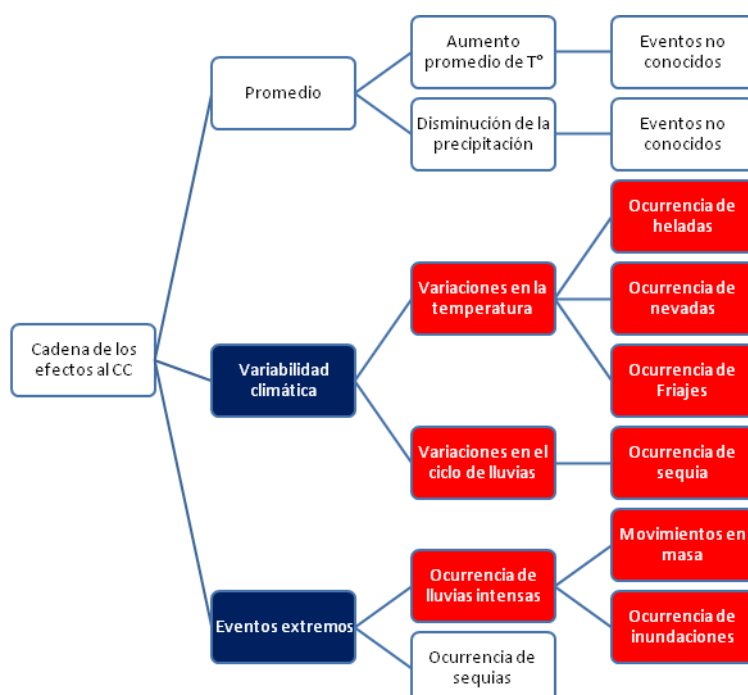 Aumento
promedio de T°
Eventos no
conocidos
Promedio
Disminución de la
precipitación
Eventos no
conocidos
Ocurrencia de
heladas
Variaciones en la
temperatura
Ocurrencia de
nevadas
Cadena de los
efectos al CC
Variabilidad
climática
Ocurrencia de
Friajes
Variaciones en el
ciclo de lluvias
Ocurrencia de
sequia
Movimientos en
masa
Ocurrencia de
lluvias intensas
Eventos extremos
Ocurrencia de
inundaciones
Ocurrencia de
sequias